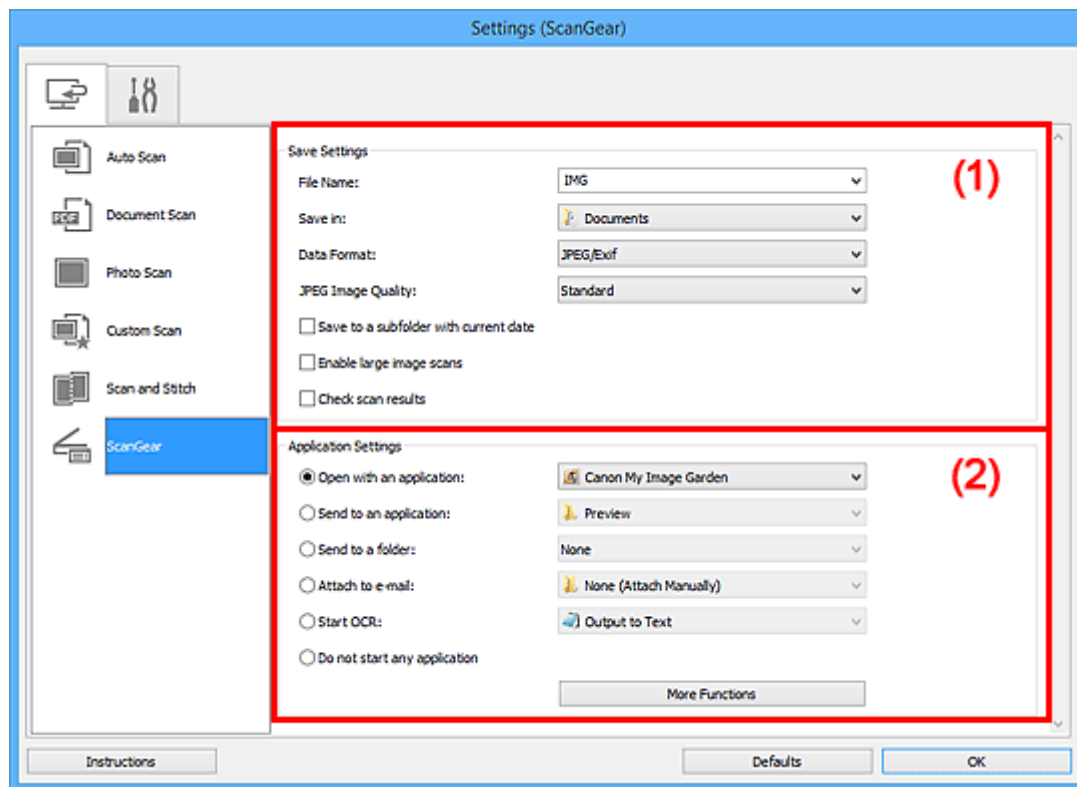 Settings (ScanGear)
Auto Scan
PDF
Document Scan
Photo Scan
Custom Scan
Scan and Stitch
ScanGear
Save Settings
(1)
File Name: IMG
Save in: Documents
Data Format: JPEG/Exif
JPEG Image Quality: Standard
Save to a subfolder with current date
Enable large image scans
Check scan results
Application Settings
(2)
Open with an application: Canon My Image Garden
Send to an application: Preview
Send to a folder: None
Attach to e-mail: None (Attach Manually)
Start OCR: Output to Text
Do not start any application
More Functions
Instructions Defaults OK